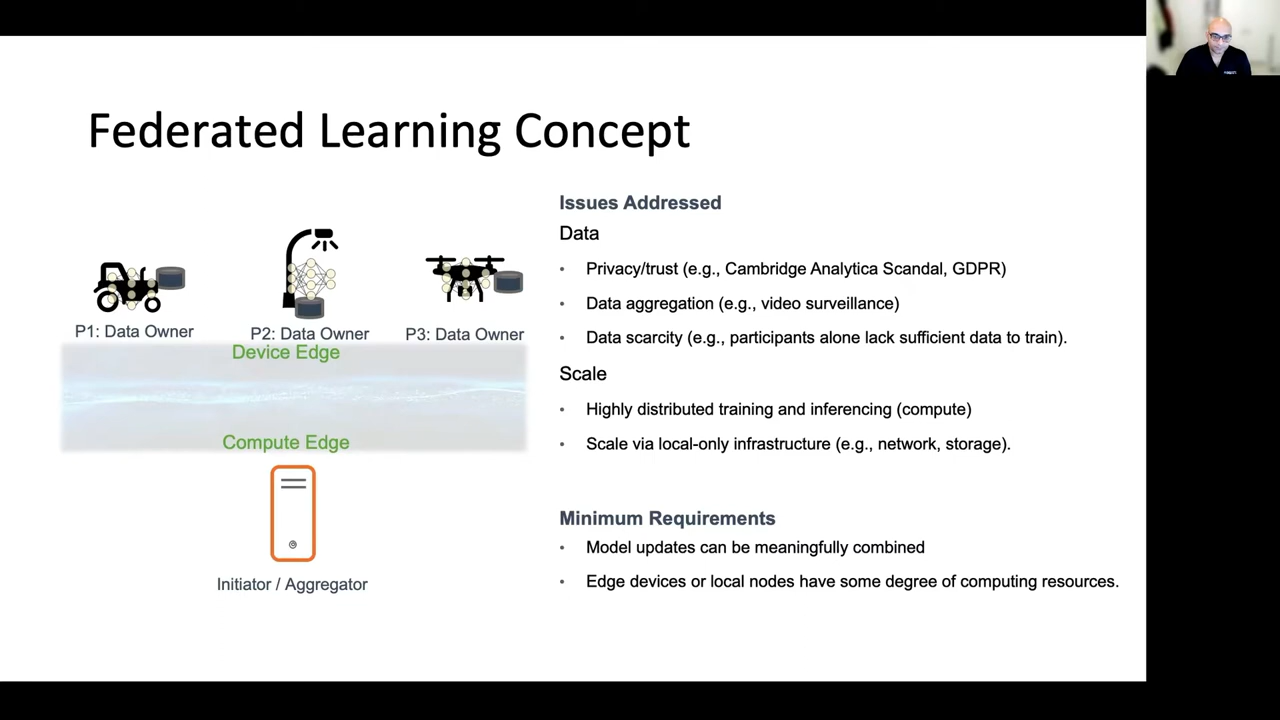 Federated Learning Concept
P1: Data Owner
P2: Data Owner
P3: Data Owner
Device Edge
Compute Edge
Initiator / Aggregator
Issues Addressed
Data
• Privacy/trust (e.g., Cambridge Analytica Scandal, GDPR)
• Data aggregation (e.g., video surveillance)
• Data scarcity (e.g., participants alone lack sufficient data to train).
Scale
• Highly distributed training and inferencing (compute)
• Scale via local-only infrastructure (e.g., network, storage).
Minimum Requirements
• Model updates can be meaningfully combined
• Edge devices or local nodes have some degree of computing resources.